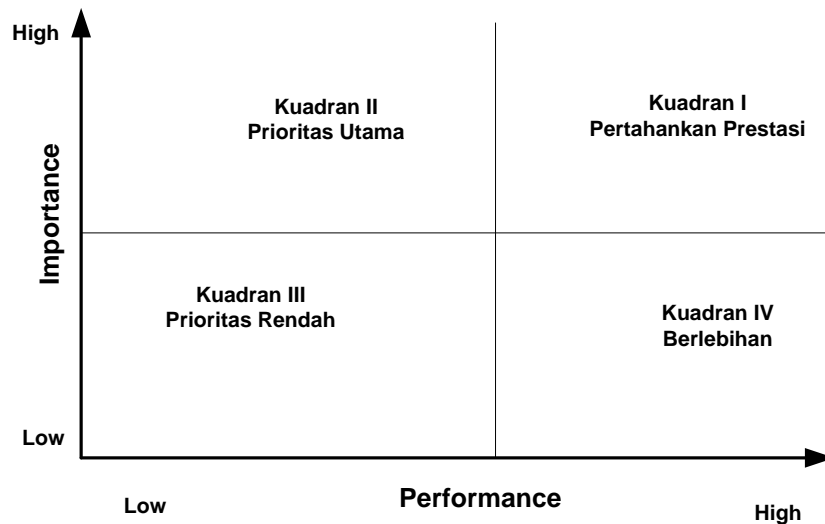 High
Kuadran II
Prioritas Utama
Kuadran I
Pertahankan Prestasi
Importance
Kuadran III
Prioritas Rendah
Kuadran IV
Berlebihan
Low
Low
Performance
High